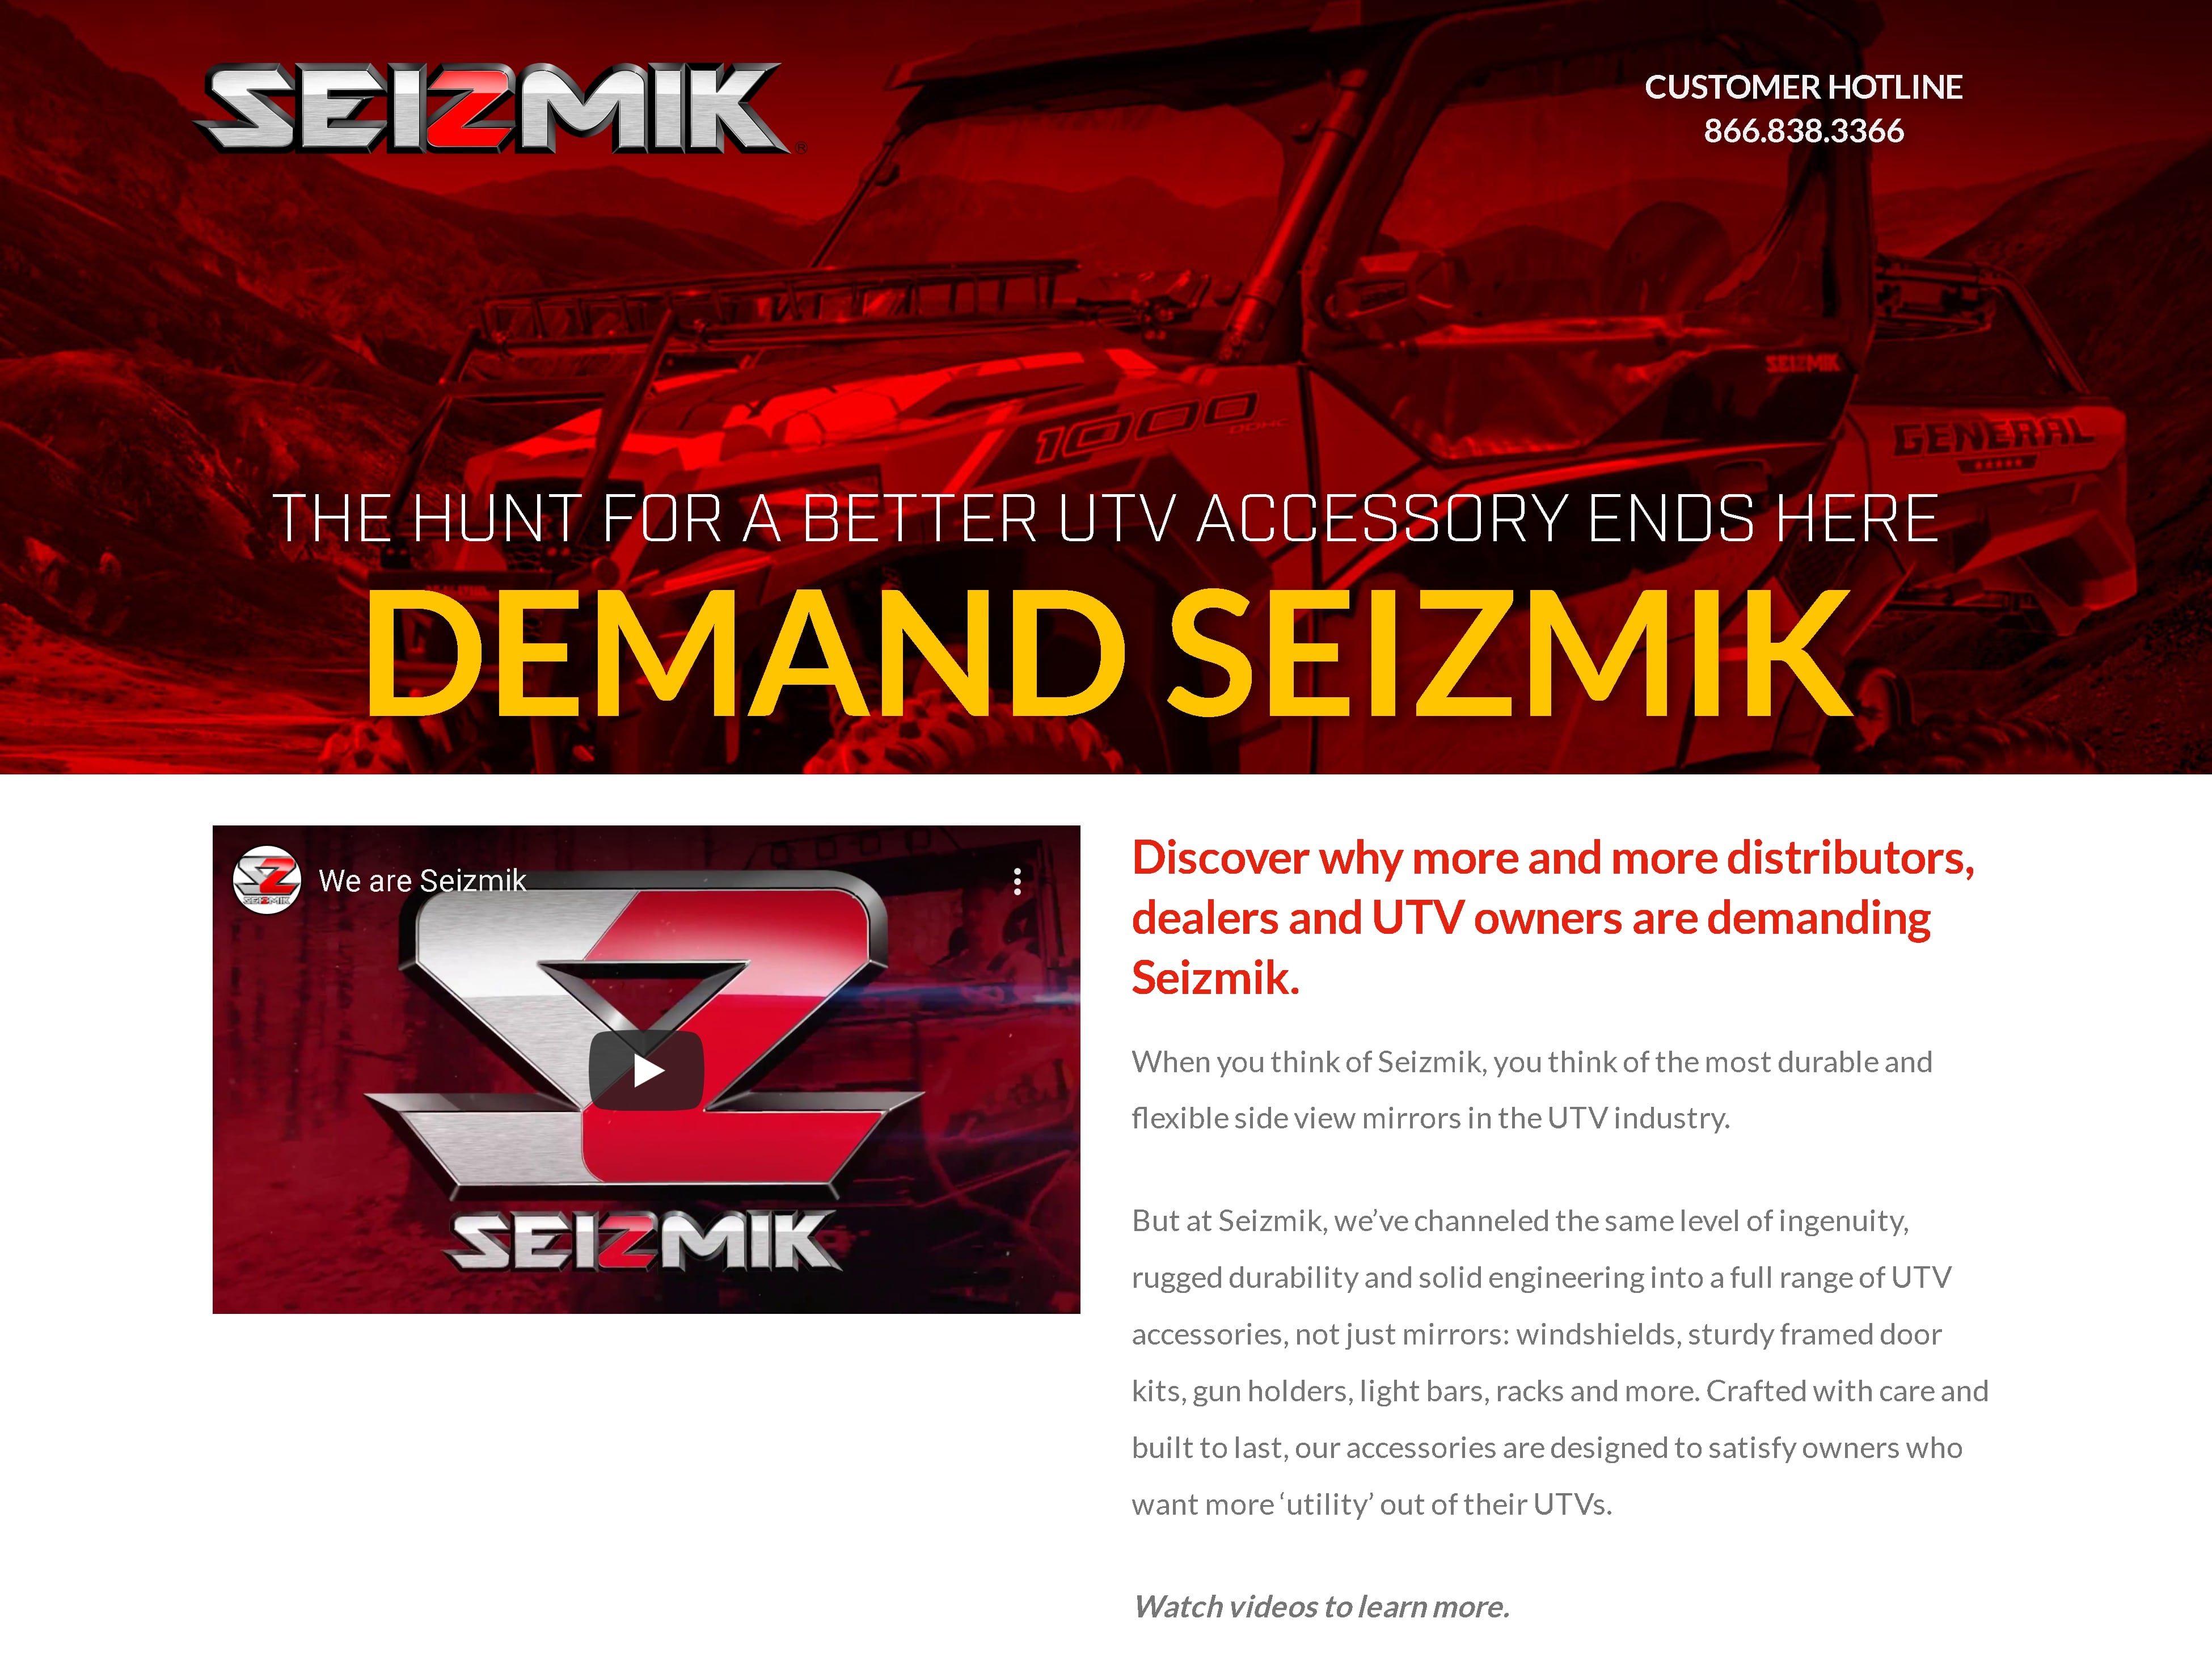 SEIZMIK®
CUSTOMER HOTLINE
866.838.3366
SEIZMIK
1000
DOHC
GENERAL
THE HUNT FOR A BETTER UTV ACCESSORY ENDS HERE
DEMAND SEIZMIK
We are Seizmik
SEIZMIK
SEIZMIK
Discover why more and more distributors,
dealers and UTV owners are demanding
Seizmik.
When you think of Seizmik, you think of the most durable and
flexible side view mirrors in the UTV industry.
But at Seizmik, we’ve channeled the same level of ingenuity,
rugged durability and solid engineering into a full range of UTV
accessories, not just mirrors: windshields, sturdy framed door
kits, gun holders, light bars, racks and more. Crafted with care and
built to last, our accessories are designed to satisfy owners who
want more ‘utility’ out of their UTVs.
Watch videos to learn more.